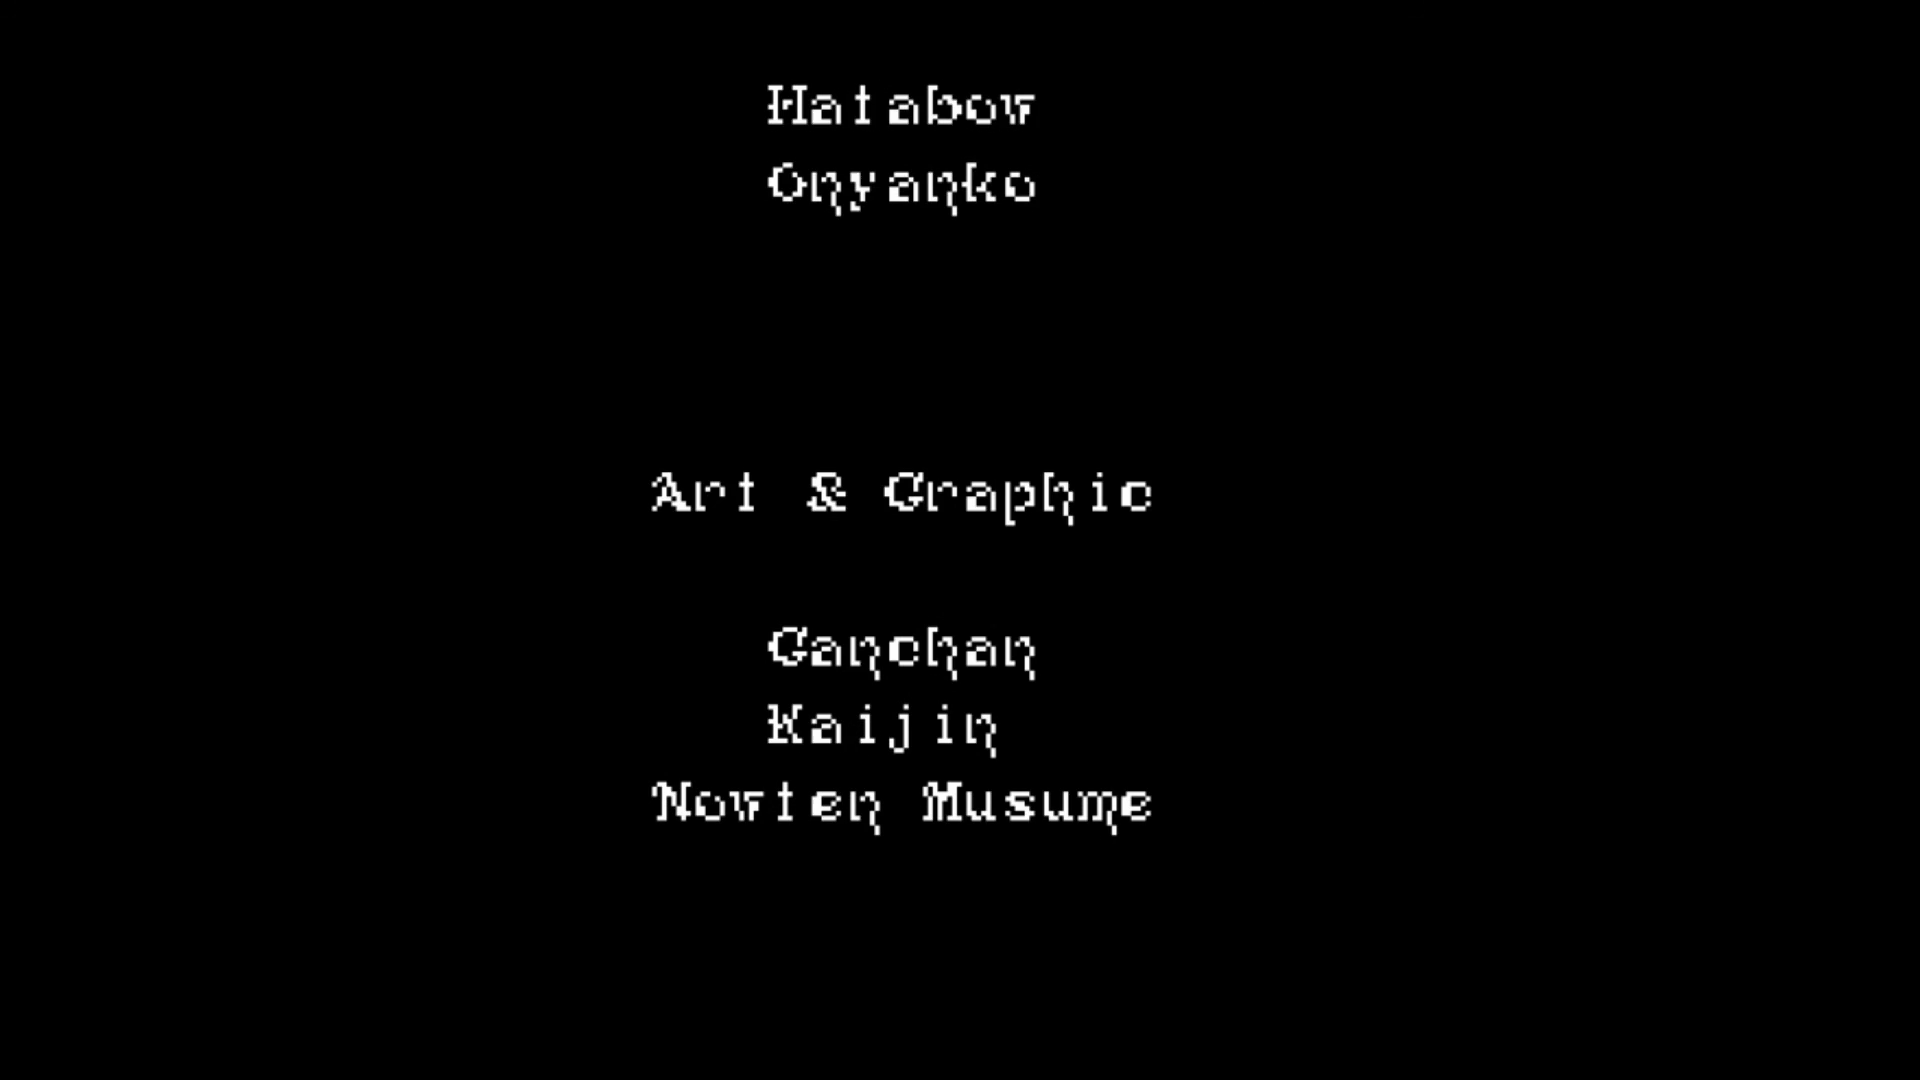 Hatabow
Onyanko
Art & Graphic
Ganchan
Kaijin
Nowten Musume